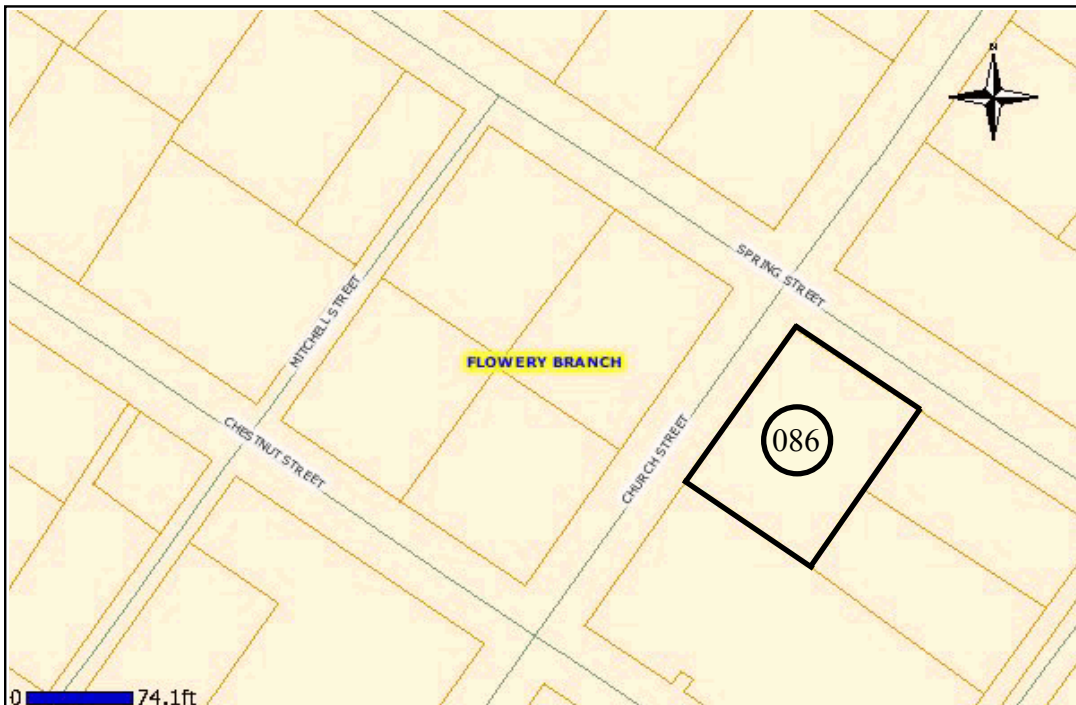 N
SPRING STREET
MITCHELL STREET
FLOWERY BRANCH
CHURCH STREET
086
CHESTNUT STREET
0 74.1ft